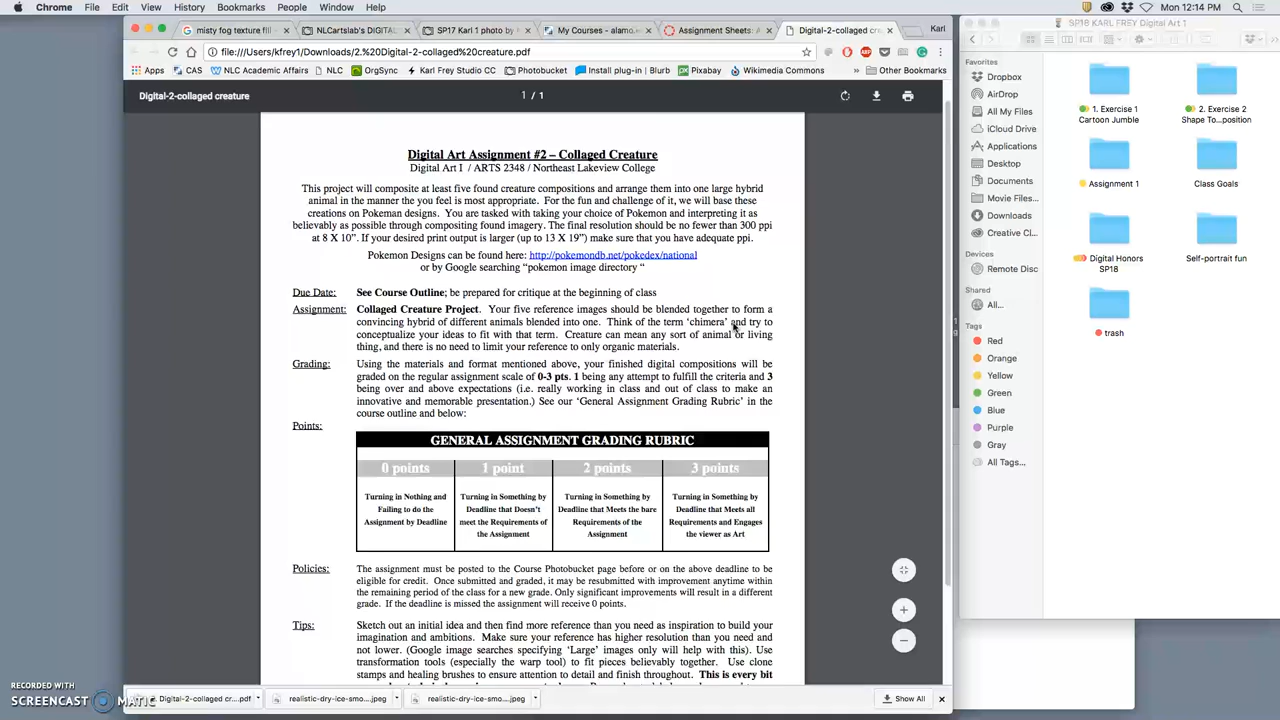 Chrome File Edit View History Bookmarks People Window Help
Mon 12:14 PM
misty fog texture fill
NLCartslab's DIGITAL
SP17 Karl 1 photo by
My Courses - alamo.
Assignment Sheets: A
Digital-2-collaged cre
Karl
file:///Users/kfrey1/Downloads/2.%20Digital-2-collaged%20creature.pdf
Apps CAS NLC Academic Affairs NLC OrgSync Karl Frey Studio CC Photobucket Install plug-in | Blurb Pixabay Wikimedia Commons » Other Bookmarks
Digital-2-collaged creature
1 / 1
Digital Art Assignment #2 – Collaged Creature
Digital Art I / ARTS 2348 / Northeast Lakeview College
This project will composite at least five found creature compositions and arrange them into one large hybrid
animal in the manner the you feel is most appropriate. For the fun and challenge of it, we will base these
creations on Pokeman designs. You are tasked with taking your choice of Pokemon and interpreting it as
believably as possible through compositing found imagery. The final resolution should be no fewer than 300 ppi
at 8 X 10". If your desired print output is larger (up to 13 X 19") make sure that you have adequate ppi.
Pokemon Designs can be found here: http://pokemondb.net/pokedex/national
or by Google searching "pokemon image directory "
Due Date: See Course Outline; be prepared for critique at the beginning of class
Assignment: Collaged Creature Project. Your five reference images should be blended together to form a
convincing hybrid of different animals blended into one. Think of the term 'chimera' and try to
conceptualize your ideas to fit with that term. Creature can mean any sort of animal or living
thing, and there is no need to limit your reference to only organic materials.
Grading: Using the materials and format mentioned above, your finished digital compositions will be
graded on the regular assignment scale of 0-3 pts. 1 being any attempt to fulfill the criteria and 3
being over and above expectations (i.e. really working in class and out of class to make an
innovative and memorable presentation.) See our 'General Assignment Grading Rubric' in the
course outline and below:
Points:
GENERAL ASSIGNMENT GRADING RUBRIC
0 points 1 point 2 points 3 points
Turning in Nothing and Turning in Something by Turning in Something by Turning in Something by
Failing to do the Deadline that Doesn't Deadline that Meets the bare Deadline that Meets all
Assignment by Deadline meet the Requirements of Requirements of the Requirements and Engages
the Assignment Assignment the viewer as Art
Policies: The assignment must be posted to the Course Photobucket page before or on the above deadline to be
eligible for credit. Once submitted and graded, it may be resubmitted with improvement anytime within
the remaining period of the class for a new grade. Only significant improvements will result in a different
grade. If the deadline is missed the assignment will receive 0 points.
Tips: Sketch out an initial idea and then find more reference than you need as inspiration to build your
imagination and ambitions. Make sure your reference has higher resolution than you need and
not lower. (Google image searches specifying 'Large' images only will help with this). Use
transformation tools (especially the warp tool) to fit pieces believably together. Use clone
stamps and healing brushes to ensure attention to detail and finish throughout. This is every bit
Digital-2-collaged cr....pdf
realistic-dry-ice-smo....jpeg
realistic-dry-ice-smo....jpeg
Show All
SP18 KARL FREY Digital Art 1
Favorites
Dropbox
AirDrop
All My Files
iCloud Drive
Applications
Desktop
Documents
Movie Files...
Downloads
Creative Cl...
Devices
Remote Disc
Shared
All...
Tags
Red
Orange
Yellow
Green
Blue
Purple
Gray
All Tags...
1. Exercise 1
Cartoon Jumble
2. Exercise 2
Shape To...position
Assignment 1
Class Goals
Digital Honors
SP18
Self-portrait fun
trash
RECORDED WITH
SCREENCAST MATIC